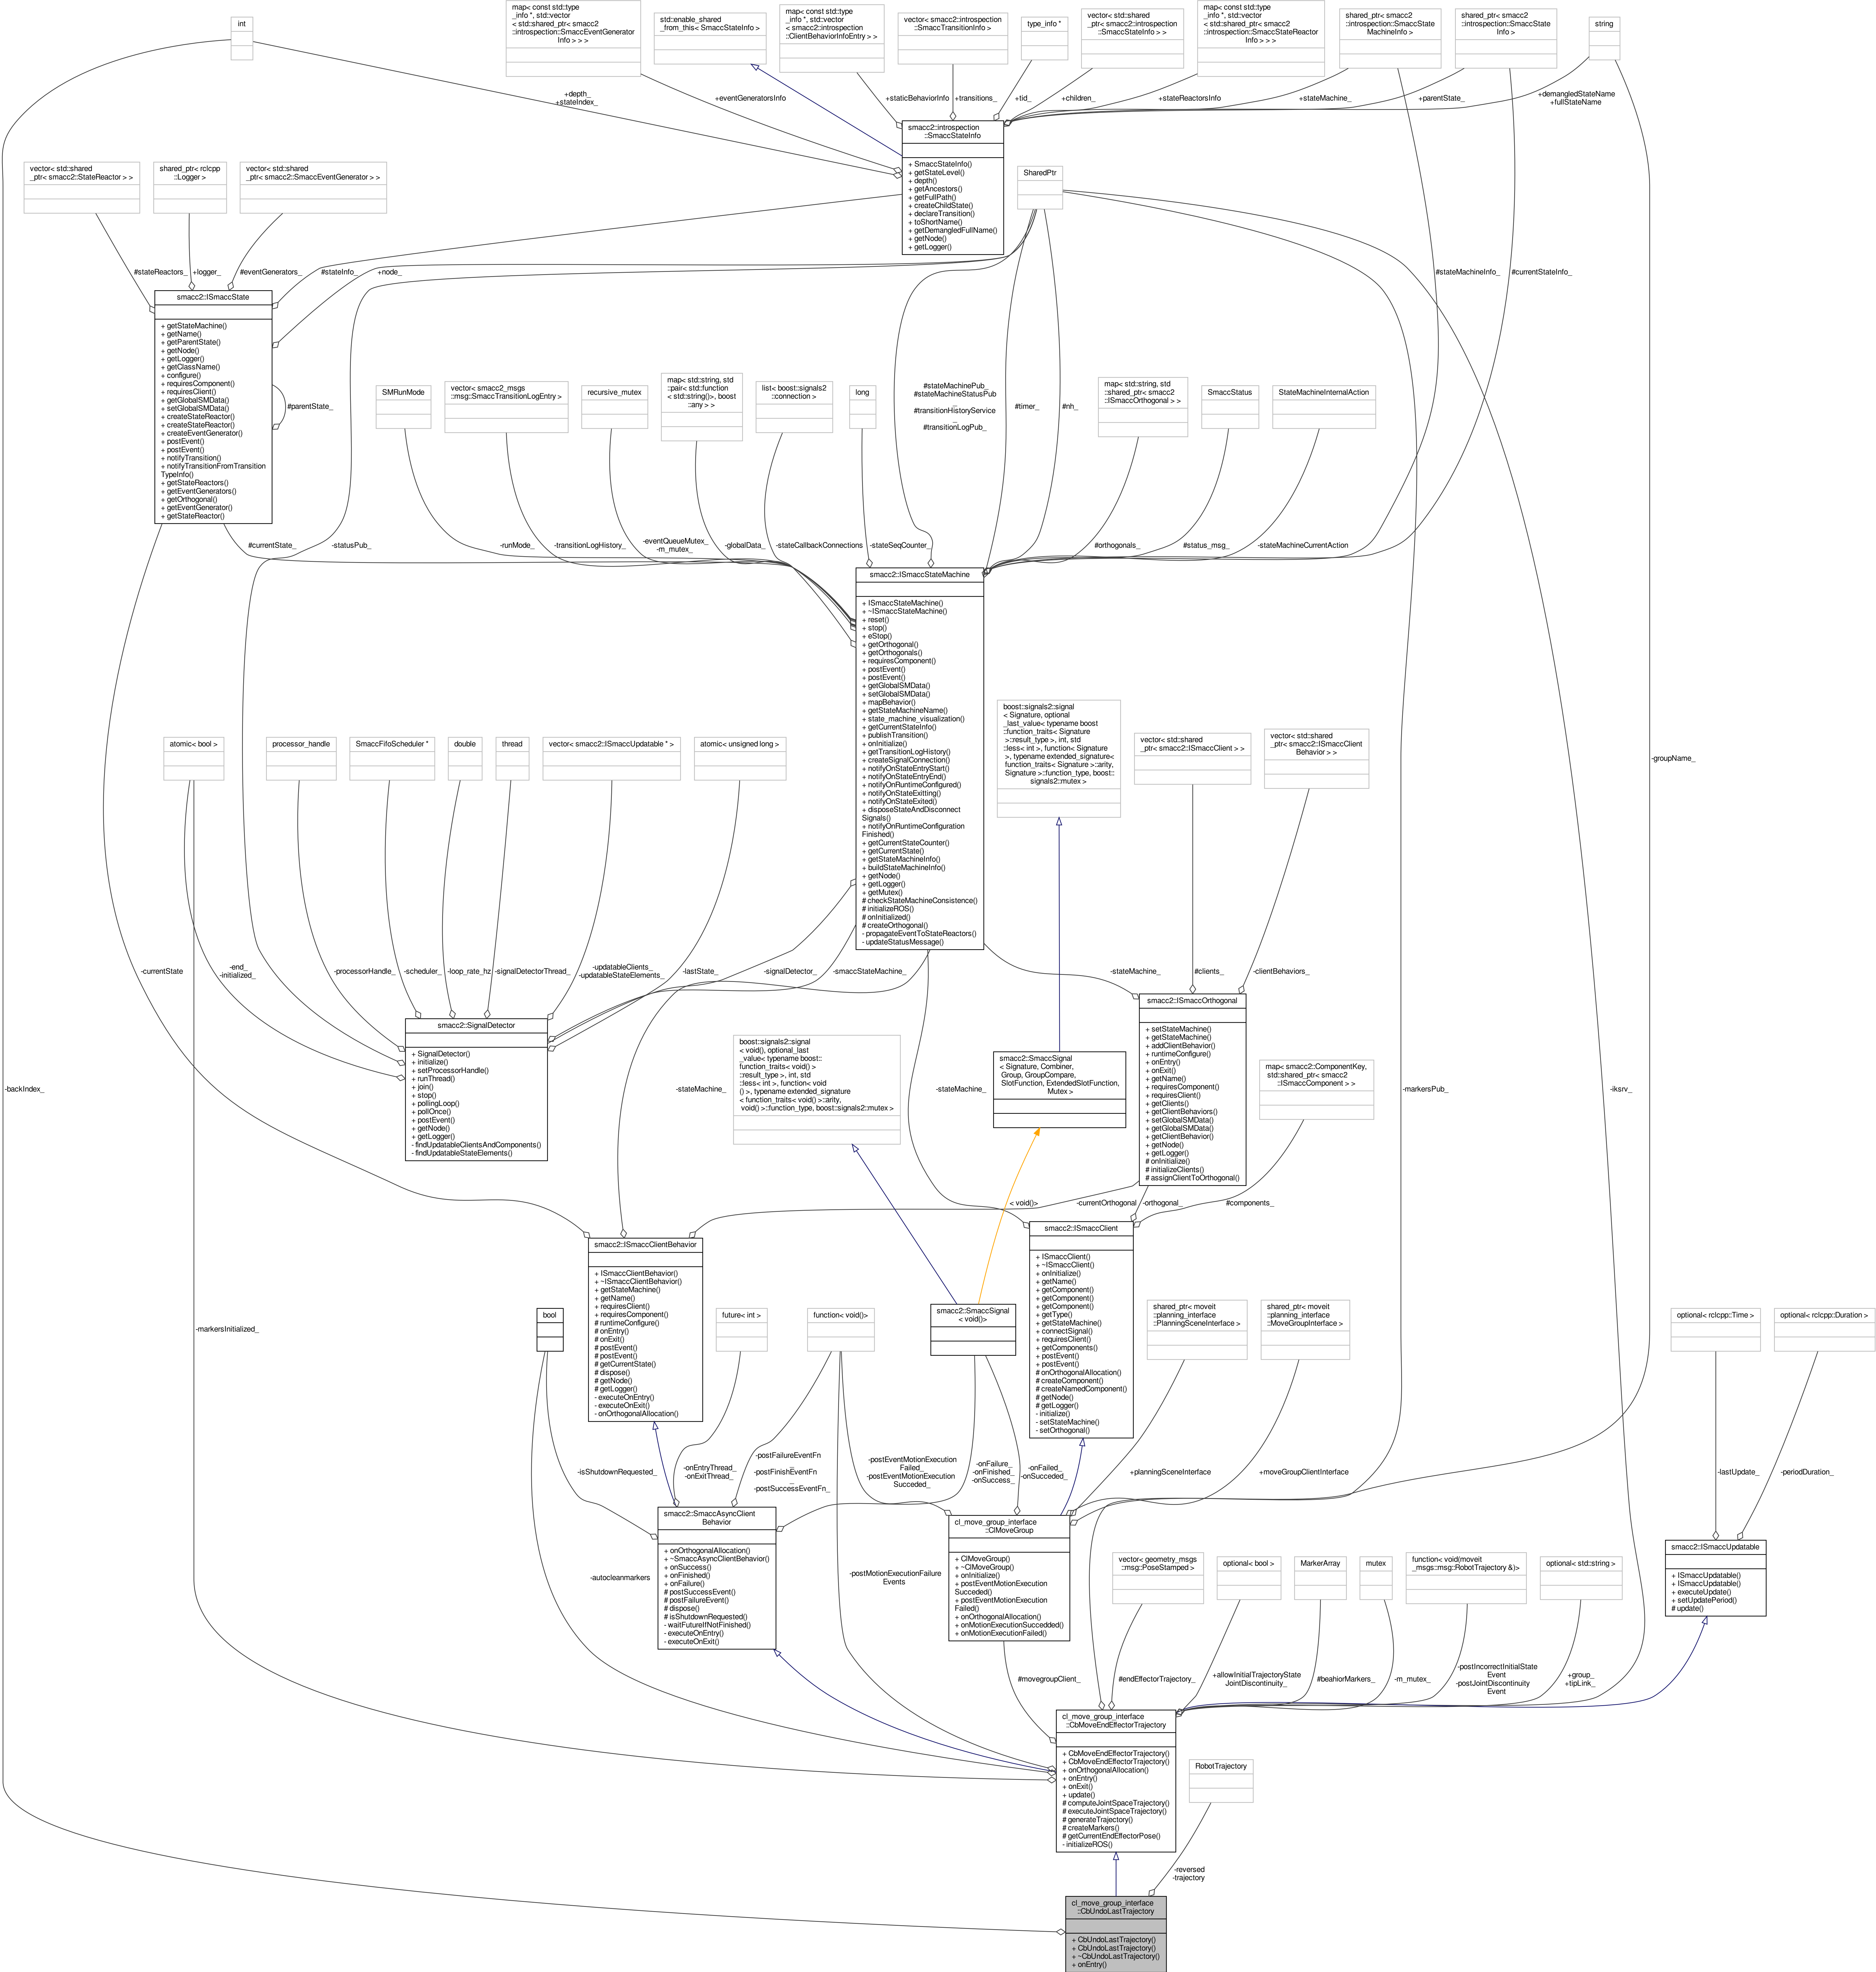 int
map< const std::type
_info *, std::vector
< std::shared_ptr< smacc2
::introspection::SmaccEventGenerator
Info > > >
std::enable_shared
_from_this< SmaccStateInfo >
map< const std::type
_info *, std::vector
< smacc2::introspection
::ClientBehaviorInfoEntry > >
vector< smacc2::introspection
::SmaccTransitionInfo >
type_info *
vector< std::shared
_ptr< smacc2::introspection
::SmaccStateInfo > >
map< const std::type
_info *, std::vector
< std::shared_ptr< smacc2
::introspection::SmaccStateReactor
Info > > >
shared_ptr< smacc2
::introspection::SmaccState
MachineInfo >
shared_ptr< smacc2
::introspection::SmaccState
Info >
string
+depth_
+stateIndex_
+eventGeneratorsInfo
+staticBehaviorInfo
+transitions_
+tid_
+children_
+stateReactorsInfo
+stateMachine_
+parentState_
+demangledStateName
+fullStateName
smacc2::introspection
::SmaccStateInfo
+ SmaccStateInfo()
+ getStateLevel()
+ depth()
+ getAncestors()
+ getFullPath()
+ createChildState()
+ declareTransition()
+ toShortName()
+ getDemangledFullName()
+ getNode()
+ getLogger()
vector< std::shared
_ptr< smacc2::StateReactor > >
shared_ptr< rclcpp
::Logger >
vector< std::shared
_ptr< smacc2::SmaccEventGenerator > >
SharedPtr
#stateReactors_
+logger_
#eventGenerators_
#stateInfo_
+node_
#stateMachineInfo_
#currentStateInfo_
smacc2::ISmaccState
+ getStateMachine()
+ getName()
+ getParentState()
+ getNode()
+ getLogger()
+ getClassName()
+ configure()
+ requiresComponent()
+ requiresClient()
+ getGlobalSMData()
+ setGlobalSMData()
+ createStateReactor()
+ createStateReactor()
+ createEventGenerator()
+ postEvent()
+ postEvent()
+ notifyTransition()
+ notifyTransitionFromTransition
TypeInfo()
+ getStateReactors()
+ getEventGenerators()
+ getOrthogonal()
+ getEventGenerator()
+ getStateReactor()
#parentState_
SMRunMode
vector< smacc2_msgs
::msg::SmaccTransitionLogEntry >
recursive_mutex
map< std::string, std
::pair< std::function
< std::string()>, boost
::any > >
list< boost::signals2
::connection >
long
#stateMachinePub_
#stateMachineStatusPub
_
#transitionHistoryService
_
#transitionLogPub_
#timer_
#nh_
map< std::string, std
::shared_ptr< smacc2
::ISmaccOrthogonal > >
SmaccStatus
StateMachineInternalAction
#currentState_
-statusPub_
-runMode_
-transitionLogHistory_
-eventQueueMutex_
-m_mutex_
-globalData_
-stateCallbackConnections
-stateSeqCounter_
#orthogonals_
#status_msg_
-stateMachineCurrentAction
smacc2::ISmaccStateMachine
+ ISmaccStateMachine()
+ ~ISmaccStateMachine()
+ reset()
+ stop()
+ eStop()
+ getOrthogonal()
+ getOrthogonals()
+ requiresComponent()
+ postEvent()
+ postEvent()
+ getGlobalSMData()
+ setGlobalSMData()
+ mapBehavior()
+ getStateMachineName()
+ state_machine_visualization()
+ getCurrentStateInfo()
+ publishTransition()
+ onInitialize()
+ getTransitionLogHistory()
+ createSignalConnection()
+ notifyOnStateEntryStart()
+ notifyOnStateEntryEnd()
+ notifyOnRuntimeConfigured()
+ notifyOnStateExitting()
+ notifyOnStateExited()
+ disposeStateAndDisconnect
Signals()
+ notifyOnRuntimeConfiguration
Finished()
+ getCurrentStateCounter()
+ getCurrentState()
+ getStateMachineInfo()
+ buildStateMachineInfo()
+ getNode()
+ getLogger()
+ getMutex()
# checkStateMachineConsistence()
# initializeROS()
# onInitialized()
# createOrthogonal()
- propagateEventToStateReactors()
- updateStatusMessage()
boost::signals2::signal
< Signature, optional
_last_value< typename boost
::function_traits< Signature
>::result_type >, int, std
::less< int >, function< Signature
>, typename extended_signature<
function_traits< Signature >::arity,
Signature >::function_type, boost::
signals2::mutex >
vector< std::shared
_ptr< smacc2::ISmaccClient > >
vector< std::shared
_ptr< smacc2::ISmaccClient
Behavior > >
-groupName_
atomic< bool >
processor_handle
SmaccFifoScheduler *
double
thread
vector< smacc2::ISmaccUpdatable * >
atomic< unsigned long >
-currentState
-end_
-initialized_
-processorHandle_
-scheduler_
-loop_rate_hz
-signalDetectorThread_
-updatableClients_
-updatableStateElements_
-lastState_
-signalDetector_
-smaccStateMachine_
-stateMachine_
#clients_
-clientBehaviors_
smacc2::SignalDetector
+ SignalDetector()
+ initialize()
+ setProcessorHandle()
+ runThread()
+ join()
+ stop()
+ pollingLoop()
+ pollOnce()
+ postEvent()
+ getNode()
+ getLogger()
- findUpdatableClientsAndComponents()
- findUpdatableStateElements()
smacc2::ISmaccOrthogonal
+ setStateMachine()
+ getStateMachine()
+ addClientBehavior()
+ runtimeConfigure()
+ onEntry()
+ onExit()
+ getName()
+ requiresComponent()
+ requiresClient()
+ getClients()
+ getClientBehaviors()
+ setGlobalSMData()
+ getGlobalSMData()
+ getClientBehavior()
+ getNode()
+ getLogger()
# onInitialize()
# initializeClients()
# assignClientToOrthogonal()
boost::signals2::signal
< void(), optional_last
_value< typename boost::
function_traits< void()
>::result_type >, int, std
::less< int >, function< void
() >, typename extended_signature
< function_traits< void() >::arity,
void() >::function_type, boost::signals2::mutex >
smacc2::SmaccSignal
< Signature, Combiner,
Group, GroupCompare,
SlotFunction, ExtendedSlotFunction,
Mutex >
map< smacc2::ComponentKey,
std::shared_ptr< smacc2
::ISmaccComponent > >
-backIndex_
-stateMachine_
-stateMachine_
-markersPub_
-iksrv_
< void()>
-currentOrthogonal
-orthogonal_
#components_
smacc2::ISmaccClientBehavior
+ ISmaccClientBehavior()
+ ~ISmaccClientBehavior()
+ getStateMachine()
+ getName()
+ requiresClient()
+ requiresComponent()
# runtimeConfigure()
# onEntry()
# onExit()
# postEvent()
# postEvent()
# getCurrentState()
# dispose()
# getNode()
# getLogger()
- executeOnEntry()
- executeOnExit()
- onOrthogonalAllocation()
smacc2::ISmaccClient
+ ISmaccClient()
+ ~ISmaccClient()
+ onInitialize()
+ getName()
+ getComponent()
+ getComponent()
+ getComponent()
+ getType()
+ getStateMachine()
+ connectSignal()
+ requiresClient()
+ getComponents()
+ postEvent()
+ postEvent()
# onOrthogonalAllocation()
# createComponent()
# createNamedComponent()
# getNode()
# getLogger()
- initialize()
- setStateMachine()
- setOrthogonal()
bool
future< int >
function< void()>
smacc2::SmaccSignal
< void()>
shared_ptr< moveit
::planning_interface
::PlanningSceneInterface >
shared_ptr< moveit
::planning_interface
::MoveGroupInterface >
optional< rclcpp::Time >
optional< rclcpp::Duration >
-markersInitialized_
-isShutdownRequested_
-onEntryThread_
-onExitThread_
-postFailureEventFn
_
-postFinishEventFn
_
-postSuccessEventFn_
-postEventMotionExecution
Failed_
-postEventMotionExecution
Succeded_
-onFailure_
-onFinished_
-onSuccess_
-onFailed_
-onSucceded_
+planningSceneInterface
+moveGroupClientInterface
-lastUpdate_
-periodDuration_
smacc2::SmaccAsyncClient
Behavior
+ onOrthogonalAllocation()
+ ~SmaccAsyncClientBehavior()
+ onSuccess()
+ onFinished()
+ onFailure()
# postSuccessEvent()
# postFailureEvent()
# dispose()
# isShutdownRequested()
- waitFutureIfNotFinished()
- executeOnEntry()
- executeOnExit()
cl_move_group_interface
::ClMoveGroup
+ ClMoveGroup()
+ ~ClMoveGroup()
+ onInitialize()
+ postEventMotionExecution
Succeded()
+ postEventMotionExecution
Failed()
+ onOrthogonalAllocation()
+ onMotionExecutionSuccedded()
+ onMotionExecutionFailed()
smacc2::ISmaccUpdatable
+ ISmaccUpdatable()
+ ISmaccUpdatable()
+ executeUpdate()
+ setUpdatePeriod()
# update()
vector< geometry_msgs
::msg::PoseStamped >
optional< bool >
MarkerArray
mutex
function< void(moveit
_msgs::msg::RobotTrajectory &)>
optional< std::string >
-autocleanmarkers
-postMotionExecutionFailure
Events
#movegroupClient_
#endEffectorTrajectory_
+allowInitialTrajectoryState
JointDiscontinuity_
#beahiorMarkers_
-m_mutex_
-postIncorrectInitialState
Event
-postJointDiscontinuity
Event
+group_
+tipLink_
cl_move_group_interface
::CbMoveEndEffectorTrajectory
+ CbMoveEndEffectorTrajectory()
+ CbMoveEndEffectorTrajectory()
+ onOrthogonalAllocation()
+ onEntry()
+ onExit()
+ update()
# computeJointSpaceTrajectory()
# executeJointSpaceTrajectory()
# generateTrajectory()
# createMarkers()
# getCurrentEndEffectorPose()
- initializeROS()
RobotTrajectory
-reversed
-trajectory
cl_move_group_interface
::CbUndoLastTrajectory
+ CbUndoLastTrajectory()
+ CbUndoLastTrajectory()
+ ~CbUndoLastTrajectory()
+ onEntry()